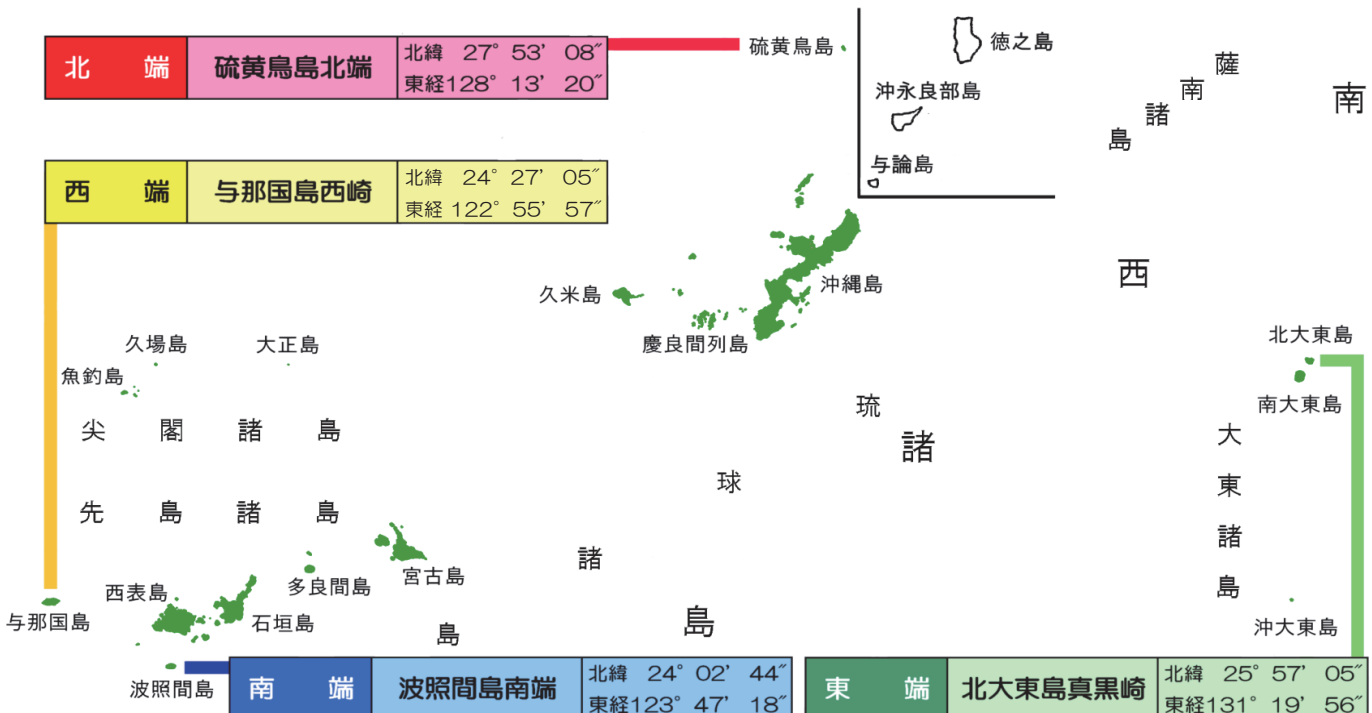 北端 硫黄鳥島北端 北緯 27° 53’ 08″
東経128° 13’ 20″
硫黄鳥島
徳之島
沖永良部島
与論島
薩南諸島
南西諸島
西端 与那国島西崎 北緯 24° 27’ 05″
東経 122° 55’ 57″
沖縄島
久米島
慶良間列島
久場島
大正島
魚釣島
尖閣諸島
先島諸島
琉球諸島
北大東島
南大東島
大東諸島
沖大東島
宮古島
多良間島
石垣島
西表島
与那国島
波照間島
南端 波照間島南端 北緯 24° 02’ 44″
東経123° 47’ 18″
東端 北大東島真黒崎 北緯 25° 57’ 05″
東経131° 19’ 56″